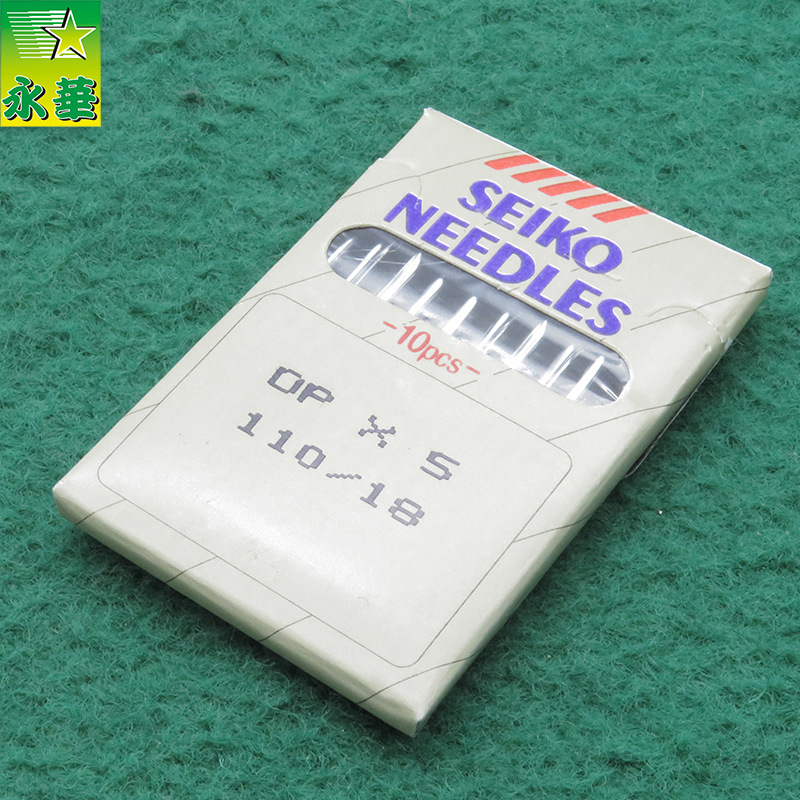 永華
SEIKO
NEEDLES
-10pcs-
DP X 5
110/18